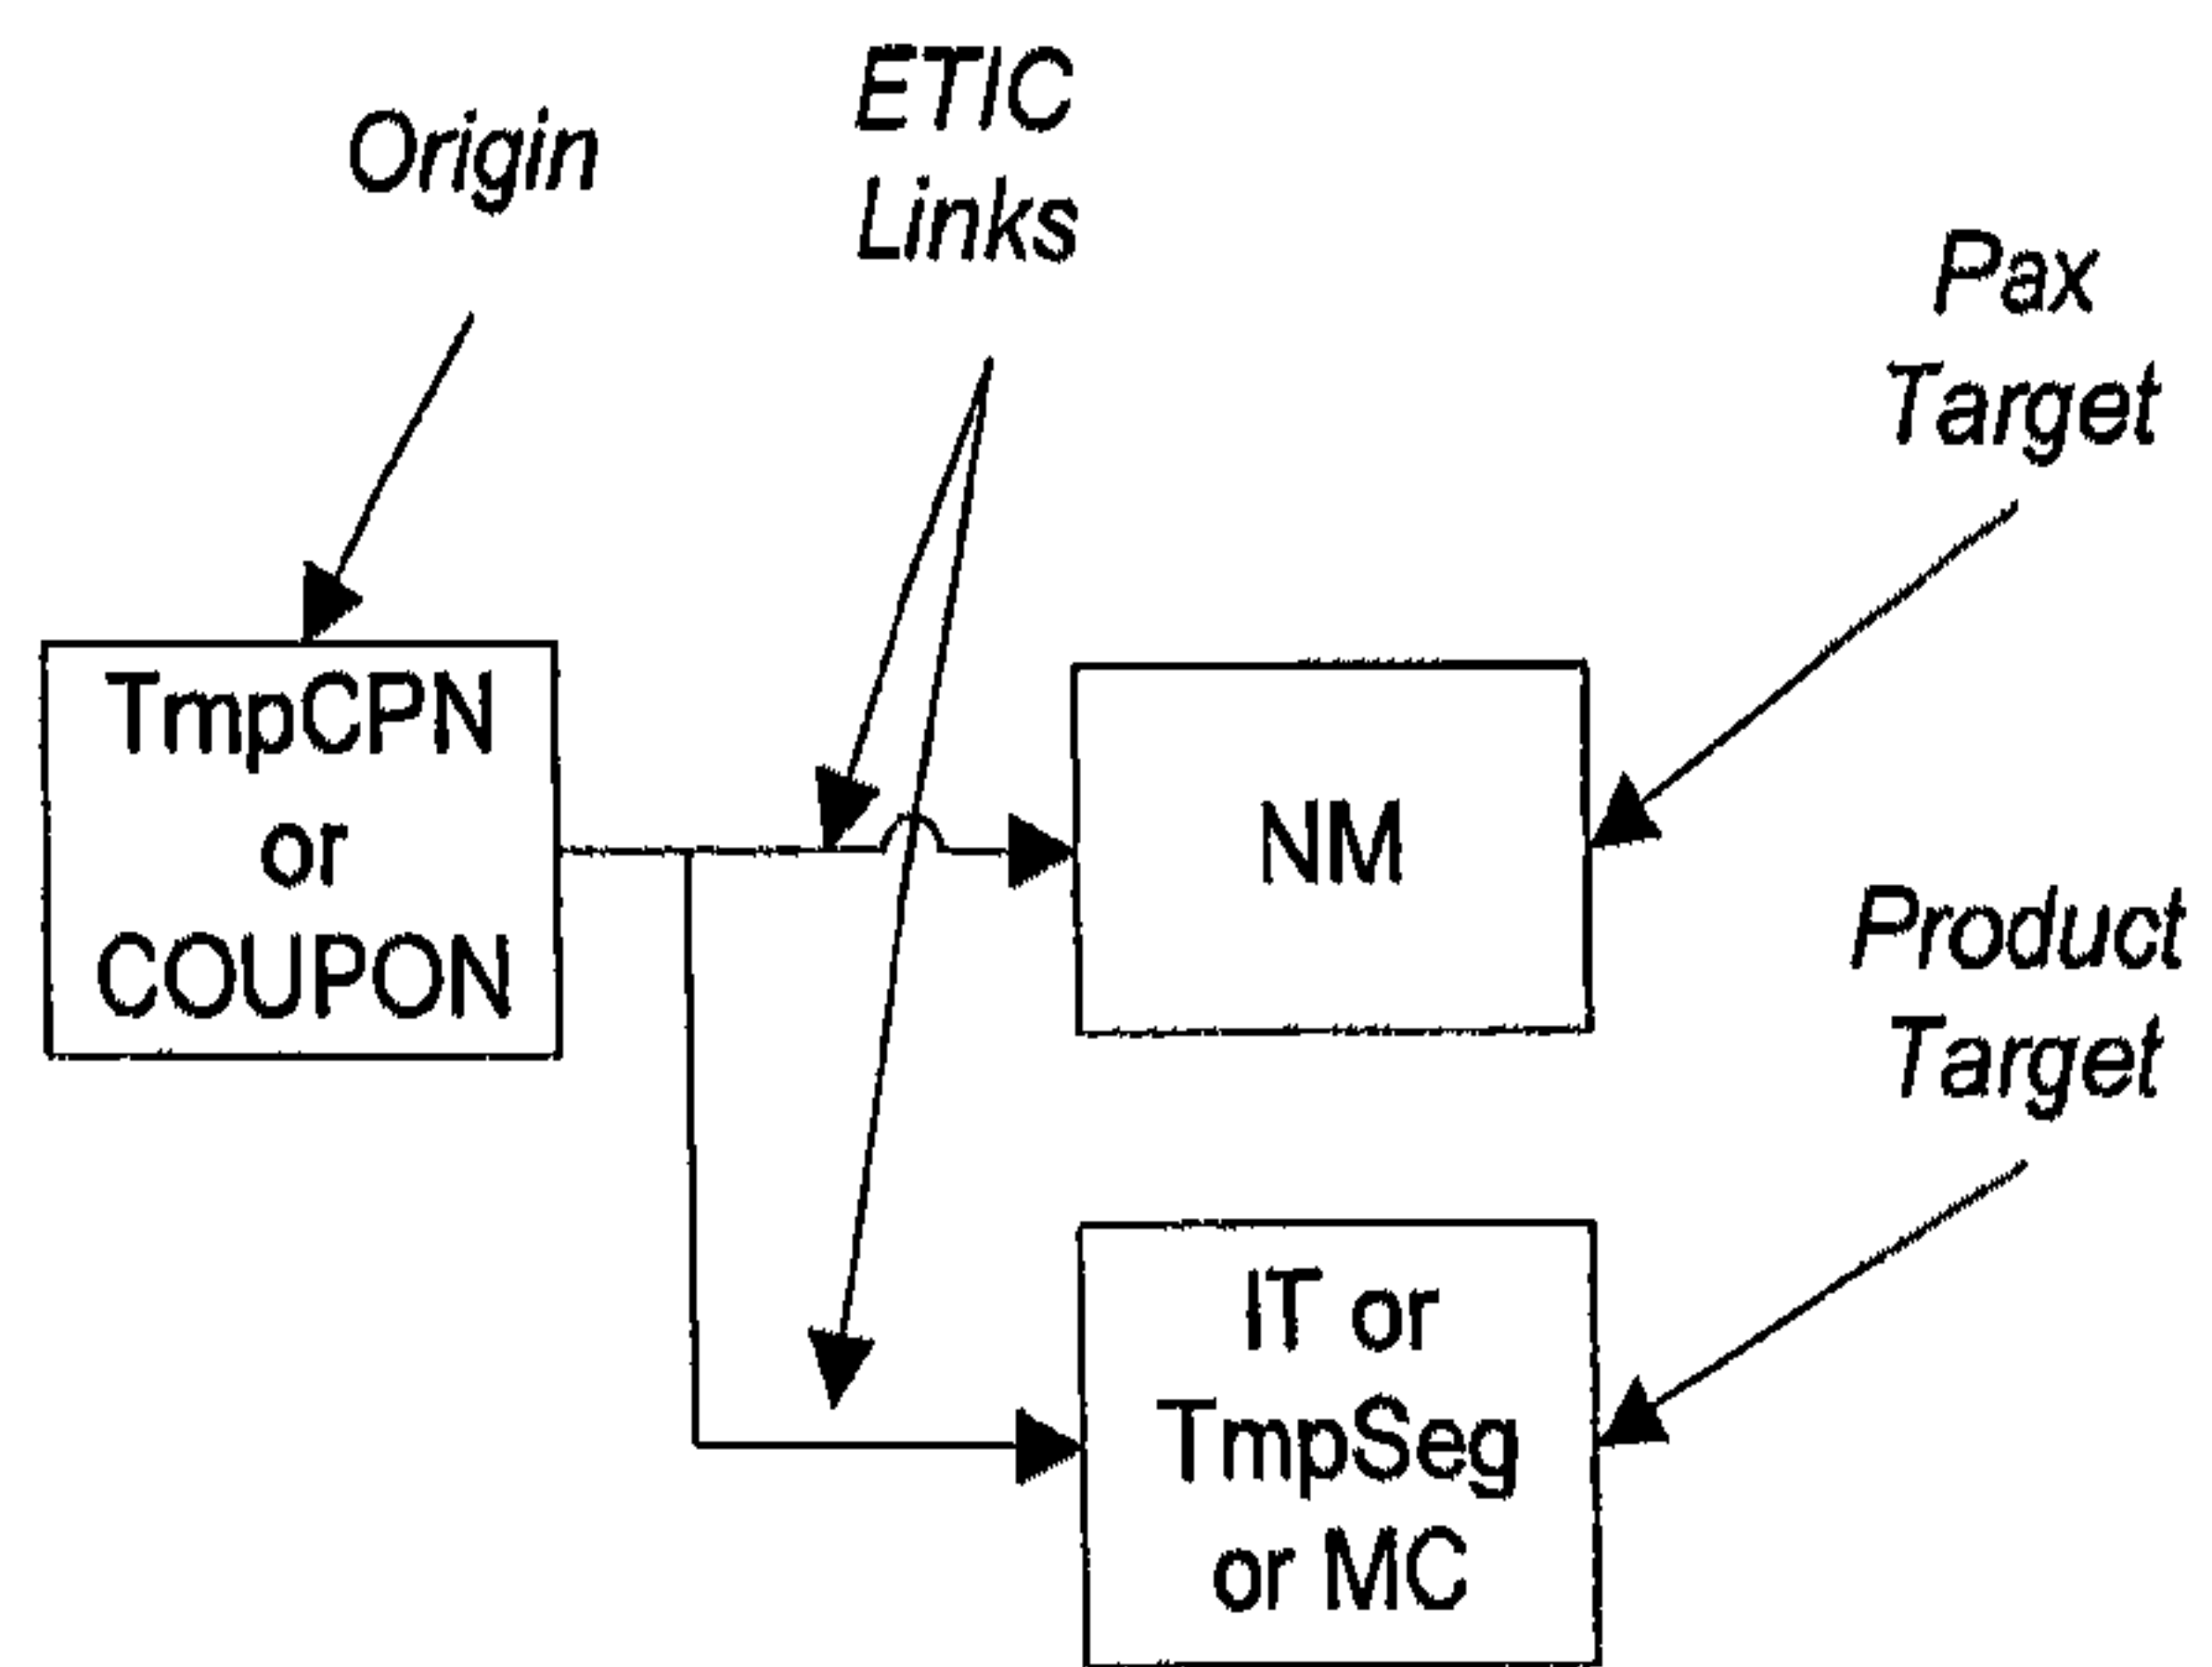 Origin
ETIC
Links
Pax
Target
TmpCPN
or
COUPON
NM
Product
Target
IT or
TmpSeg
or MC